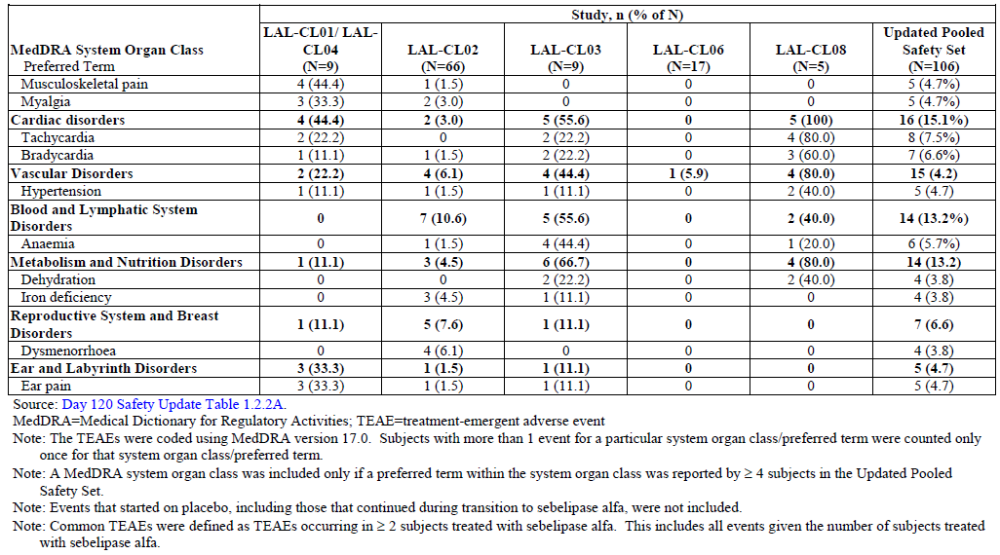 Study, n (% of N)
MedDRA System Organ Class
Preferred Term
LAL-CL01/ LAL-
CL04
(N=9)
LAL-CL02
(N=66)
LAL-CL03
(N=9)
LAL-CL06
(N=17)
LAL-CL08
(N=5)
Updated Pooled
Safety Set
(N=106)
Musculoskeletal pain 4 (44.4) 1 (1.5) 0 0 0 5 (4.7%)
Myalgia 3 (33.3) 2 (3.0) 0 0 0 5 (4.7%)
Cardiac disorders 4 (44.4) 2 (3.0) 5 (55.6) 0 5 (100) 16 (15.1%)
Tachycardia 2 (22.2) 0 2 (22.2) 4 (80.0) 8 (7.5%)
Bradycardia 1 (11.1) 1 (1.5) 2 (22.2) 3 (60.0) 7 (6.6%)
Vascular Disorders 2 (22.2) 4 (6.1) 4 (44.4) 1 (5.9) 4 (80.0) 15 (4.2)
Hypertension 1 (11.1) 1 (1.5) 1 (11.1) 0 2 (40.0) 5 (4.7)
Blood and Lymphatic System
Disorders 0 7 (10.6) 5 (55.6) 0 2 (40.0) 14 (13.2%)
Anaemia 0 1 (1.5) 4 (44.4) 1 (20.0) 6 (5.7%)
Metabolism and Nutrition Disorders 1 (11.1) 3 (4.5) 6 (66.7) 0 4 (80.0) 14 (13.2)
Dehydration 0 0 2 (22.2) 0 2 (40.0) 4 (3.8)
Iron deficiency 0 3 (4.5) 1 (11.1) 0 0 4 (3.8)
Reproductive System and Breast
Disorders 1 (11.1) 5 (7.6) 1 (11.1) 0 0 7 (6.6)
Dysmenorrhoea 0 4 (6.1) 0 0 0 4 (3.8)
Ear and Labyrinth Disorders 3 (33.3) 1 (1.5) 1 (11.1) 0 0 5 (4.7)
Ear pain 3 (33.3) 1 (1.5) 1 (11.1) 0 0 5 (4.7)
Source: Day 120 Safety Update Table 1.2.2A.
MedDRA=Medical Dictionary for Regulatory Activities; TEAE=treatment-emergent adverse event
Note: The TEAEs were coded using MedDRA version 17.0. Subjects with more than 1 event for a particular system organ class/preferred term were counted only
once for that system organ class/preferred term.
Note: A MedDRA system organ class was included only if a preferred term within the system organ class was reported by ≥ 4 subjects in the Updated Pooled
Safety Set.
Note: Events that started on placebo, including those that continued during transition to sebelipase alfa, were not included.
Note: Common TEAEs were defined as TEAEs occurring in ≥ 2 subjects treated with sebelipase alfa. This includes all events given the number of subjects treated
with sebelipase alfa.